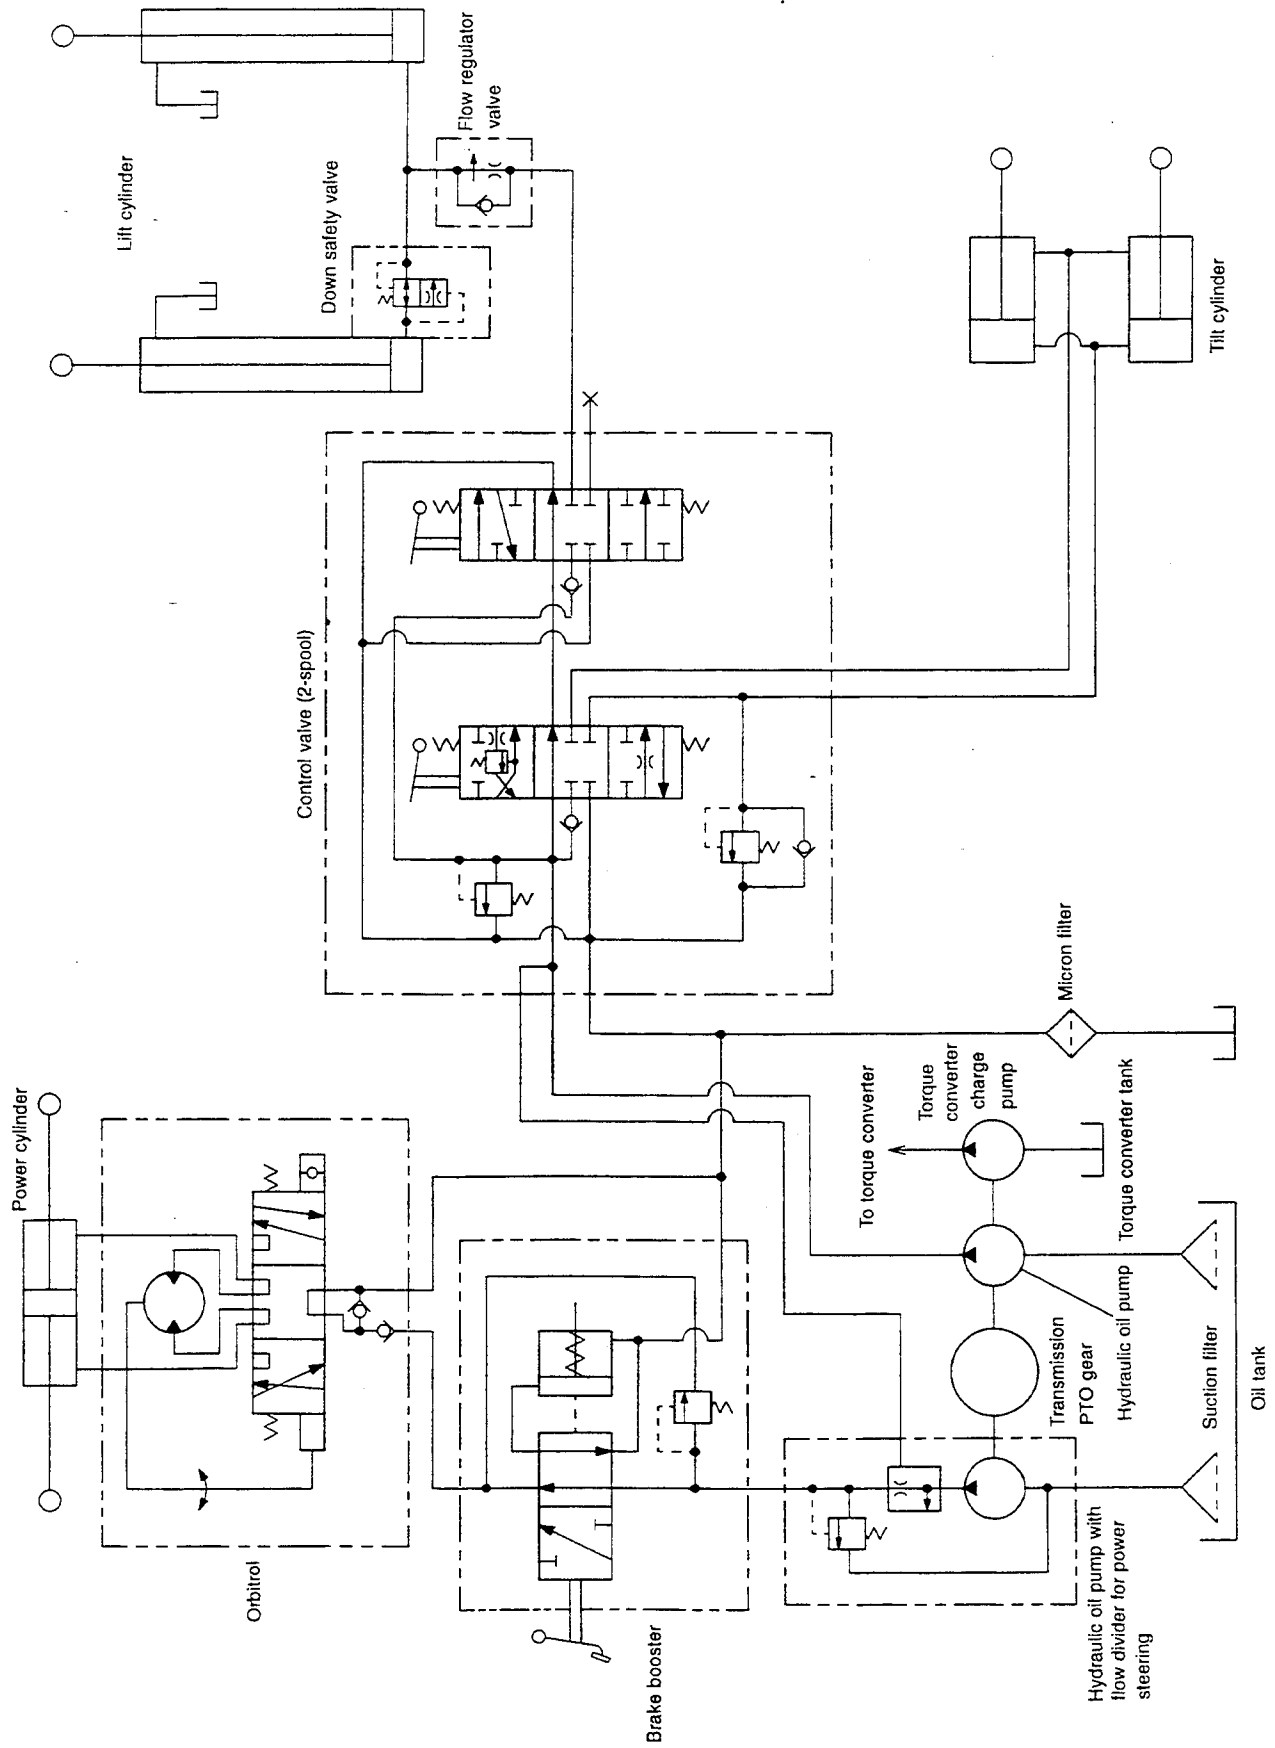 Lift cylinder
Down safety valve
Flow regulator
valve
Tilt cylinder
Control valve (2-spool)
Micron filter
Power cylinder
Orbitrol
Brake booster
To torque converter
Torque
converter
charge
pump
Torque converter tank
Hydraulic oil pump
Transmission
PTO gear
Suction filter
Oil tank
Hydraulic oil pump with
flow divider for power
steering